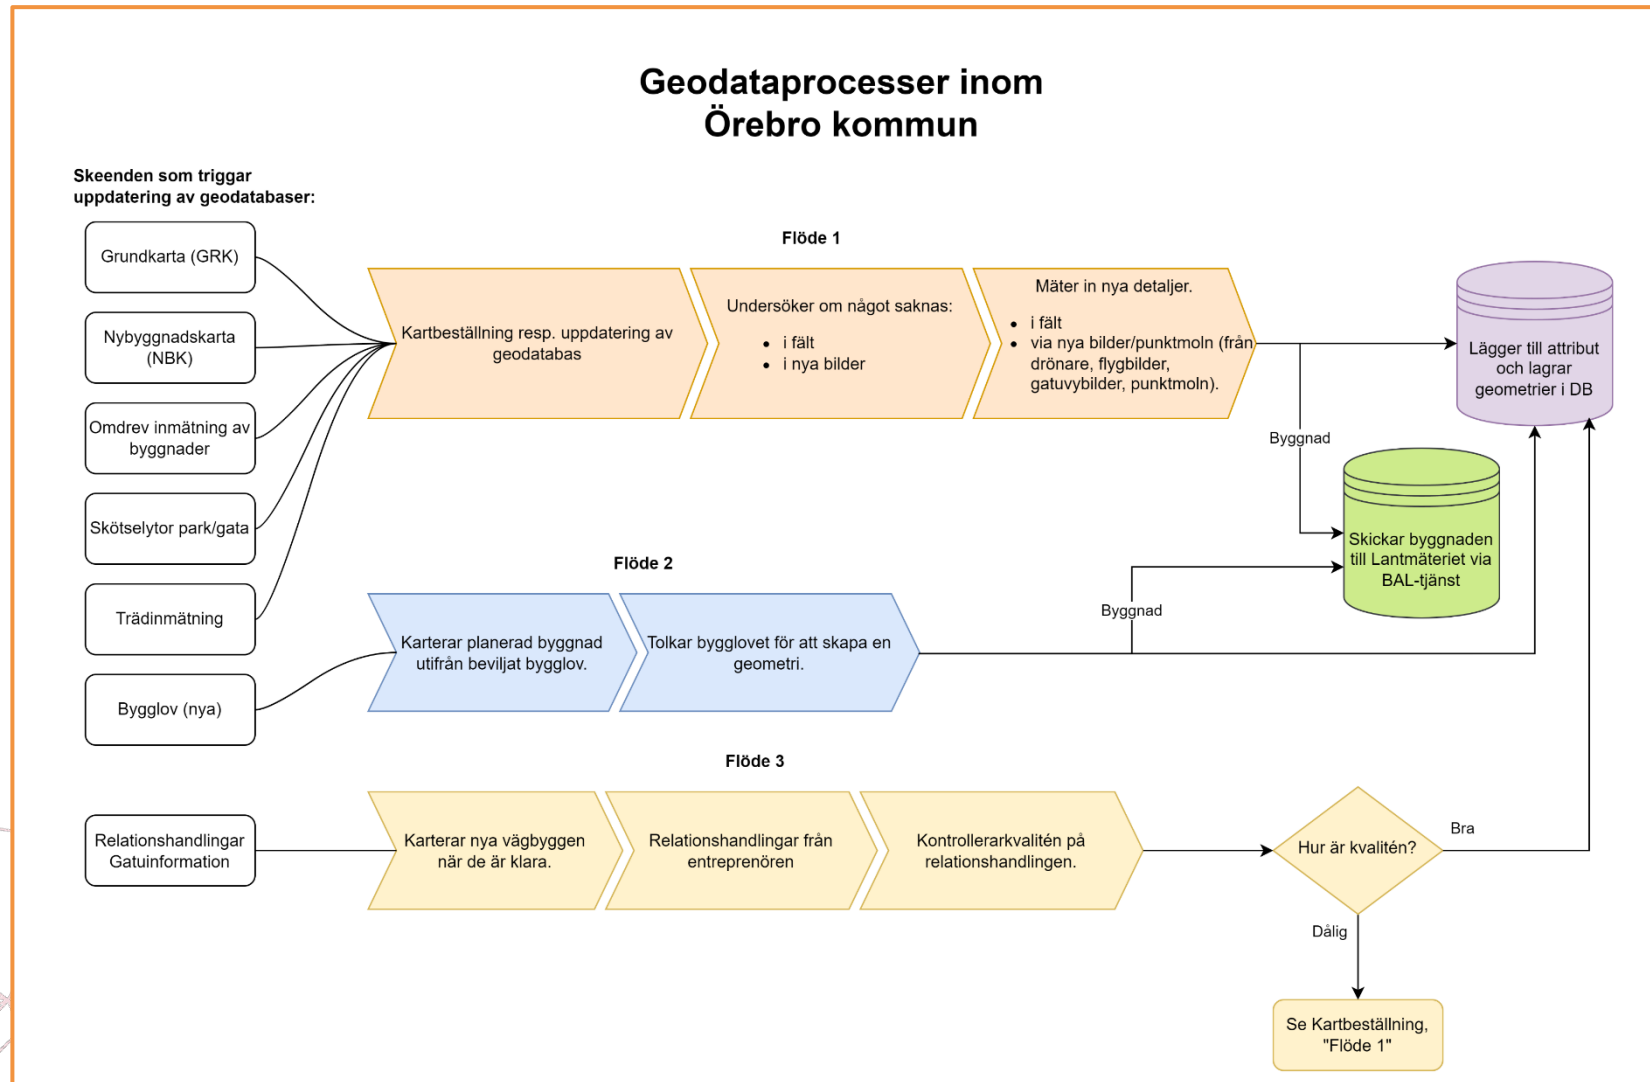 Geodataprocesser inom
Örebro kommun
Skeenden som triggar
uppdatering av geodatabaser:
Grundkarta (GRK)
Nybyggnadskarta
(NBK)
Omdrev inmätning av
byggnader
Skötselytor park/gata
Trädinmätning
Bygglov (nya)
Relationshandlingar
Gatuinformation
Flöde 1
Kartbeställning resp. uppdatering av
geodatabas
Undersöker om något saknas:
• i fält
• i nya bilder
Mäter in nya detaljer.
• i fält
• via nya bilder/punktmoln (från
drönare, flygbilder,
gatuvybilder, punktmoln).
Byggnad
Lägger till attribut
och lagrar
geometrier i DB
Skickar byggnaden
till Lantmäteriet via
BAL-tjänst
Flöde 2
Karterar planerad byggnad
utifrån beviljat bygglov.
Tolkar bygglovet för att skapa en
geometri.
Byggnad
Flöde 3
Karterar nya vägbyggen
när de är klara.
Relationshandlingar från
entreprenören
Kontrollerarkvalitén på
relationshandlingen.
Hur är kvalitén?
Bra
Dålig
Se Kartbeställning,
"Flöde 1"